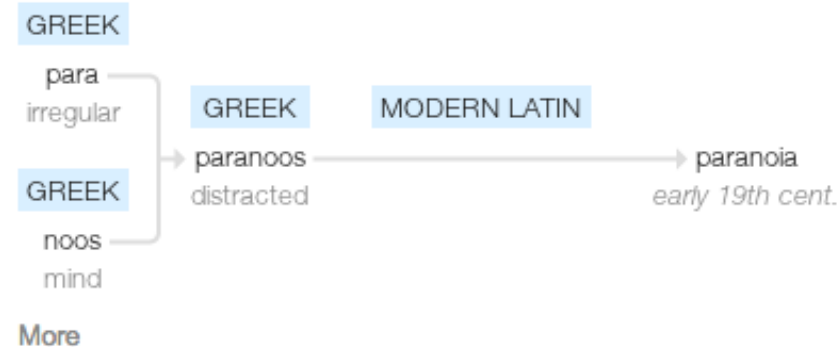 GREEK
para
irregular
GREEK
noos
mind
GREEK
paranoos
distracted
MODERN LATIN
paranoia
early 19th cent.
More